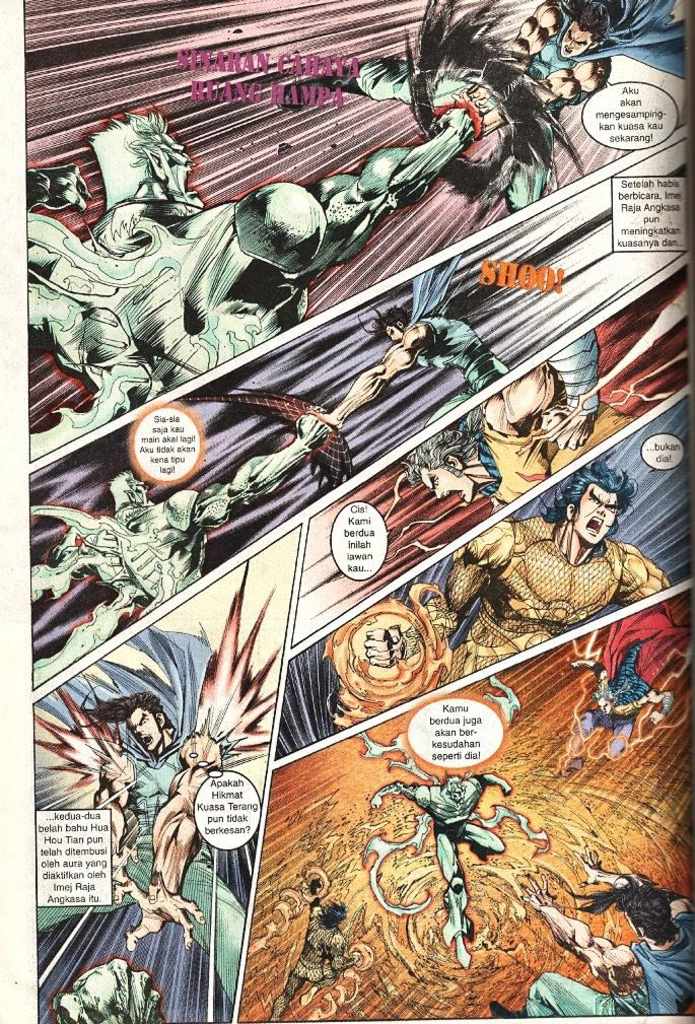 SINARAN CAHAYA
RUANG HAMPA
Aku
akan
mengesamping-
kan kuasa kau
sekarang!
Setelah habis
berbicara, Imej
Raja Angkasa
pun
meningkatkan
kuasanya dan...
SHOO!
Sia-sia
saja kau
main akal lagi!
Aku tidak akan
kena tipu
lagi!
Cia!
Kami
berdua
inilah
lawan
kau...
...bukan
dia!
Apakah
Hikmat
Kuasa Terang
pun tidak
berkesan?
...kedua-dua
belah bahu Hua
Hou Tian pun
telah ditembusi
oleh aura yang
diaktifkan oleh
Imej Raja
Angkasa itu.
Kamu
berdua juga
akan ber-
kesudahan
seperti dia!